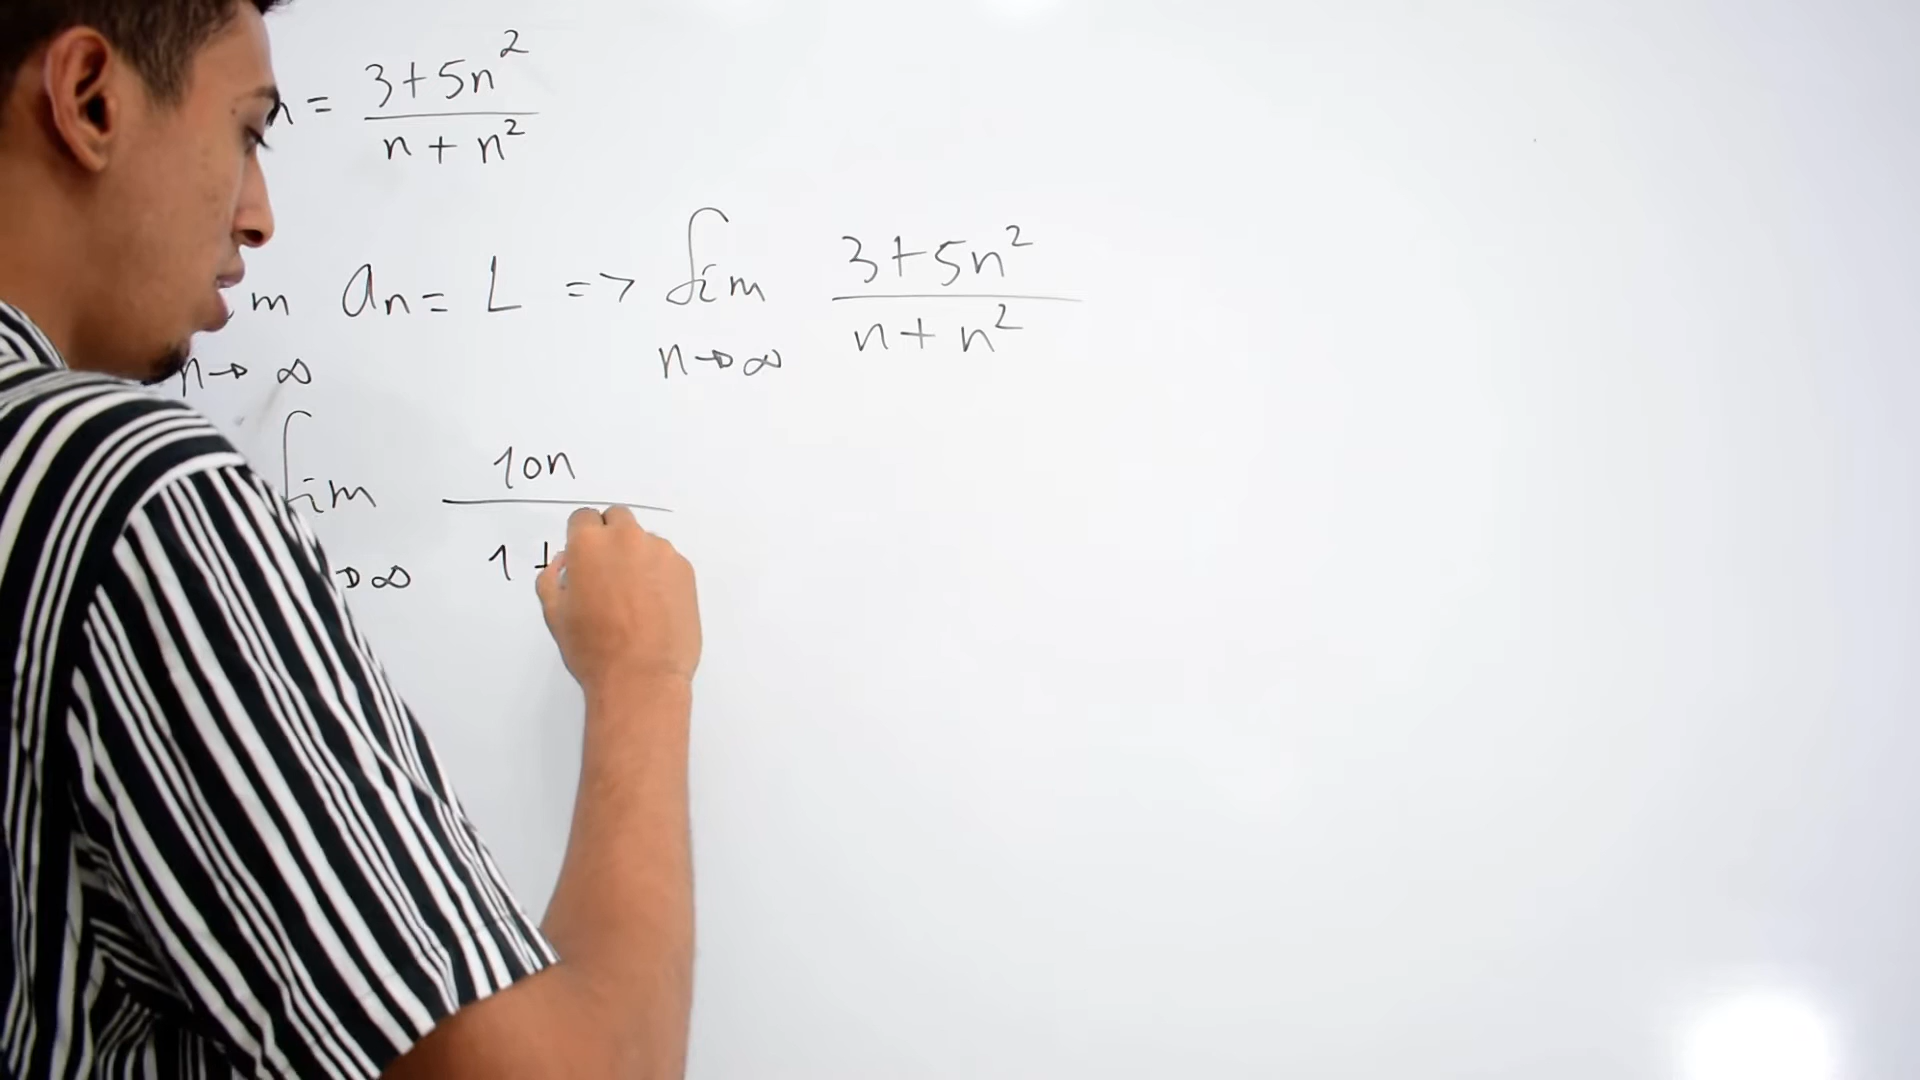 n = 3+5n² / n + n²
m an = L => lim 3+5n² / n + n²
n→∞ n→∞
lim 10n / 1 +
→∞